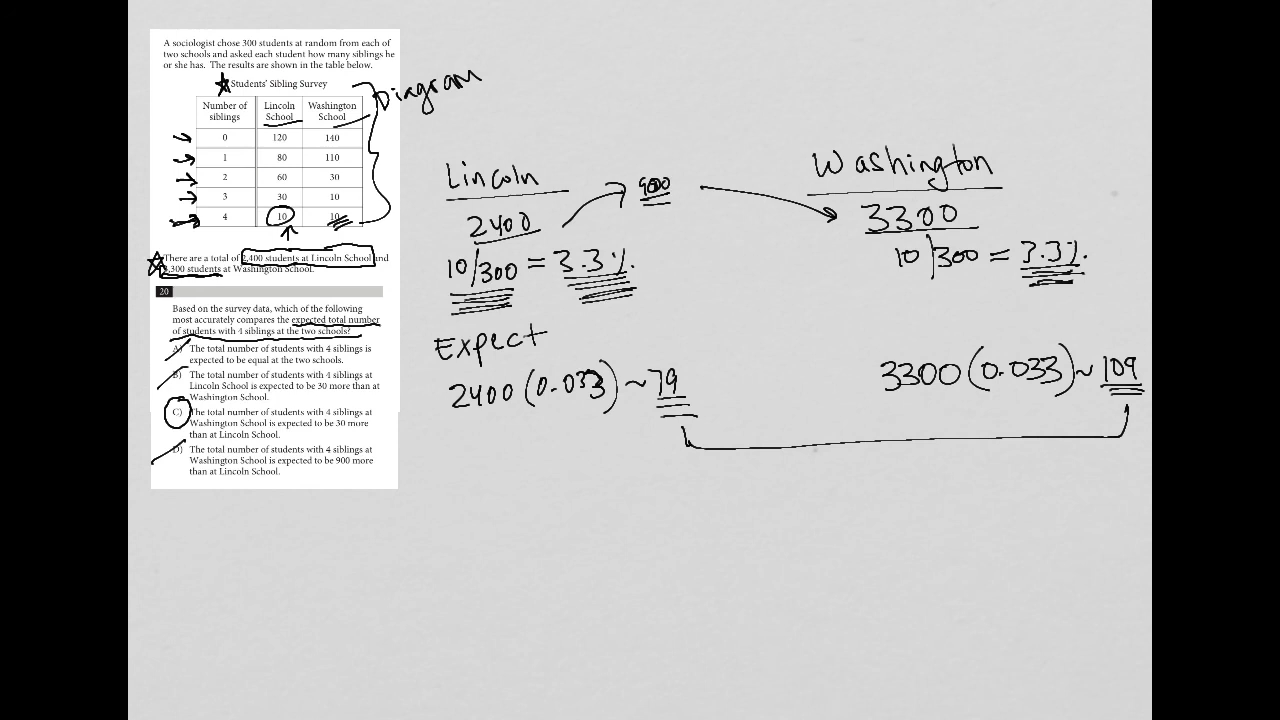 A sociologist chose 300 students at random from each of
two schools and asked each student how many siblings he
or she has. The results are shown in the table below.
Students' Sibling Survey
Diagram
Number of siblings Lincoln School Washington School
0 120 140
1 80 110
2 60 30
3 30 10
4 10 10
There are a total of 2,400 students at Lincoln School and
3,300 students at Washington School.
20
Based on the survey data, which of the following
most accurately compares the expected total number
of students with 4 siblings at the two schools?
A) The total number of students with 4 siblings is
expected to be equal at the two schools.
B) The total number of students with 4 siblings at
Lincoln School is expected to be 30 more than at
Washington School.
C) The total number of students with 4 siblings at
Washington School is expected to be 30 more
than at Lincoln School.
D) The total number of students with 4 siblings at
Washington School is expected to be 900 more
than at Lincoln School.
Lincoln
2400
900
10/300 = 3.3%
Expect
2400 (0.033) ~ 79
Washington
3300
10/300 = 3.3%
3300 (0.033) ~ 109